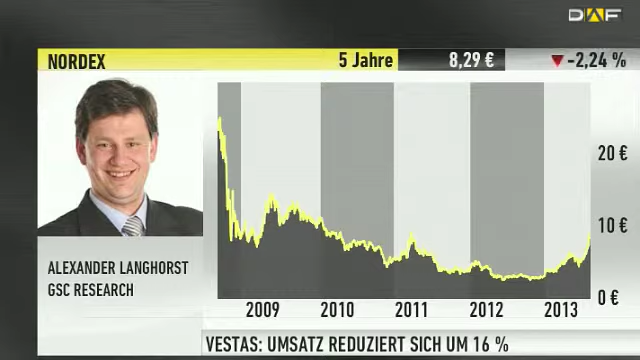 DAF
NORDEX 5 Jahre 8,29 € -2,24 %
20 €
10 €
0 €
2009 2010 2011 2012 2013
ALEXANDER LANGHORST
GSC RESEARCH
VESTAS: UMSATZ REDUZIERT SICH UM 16 %